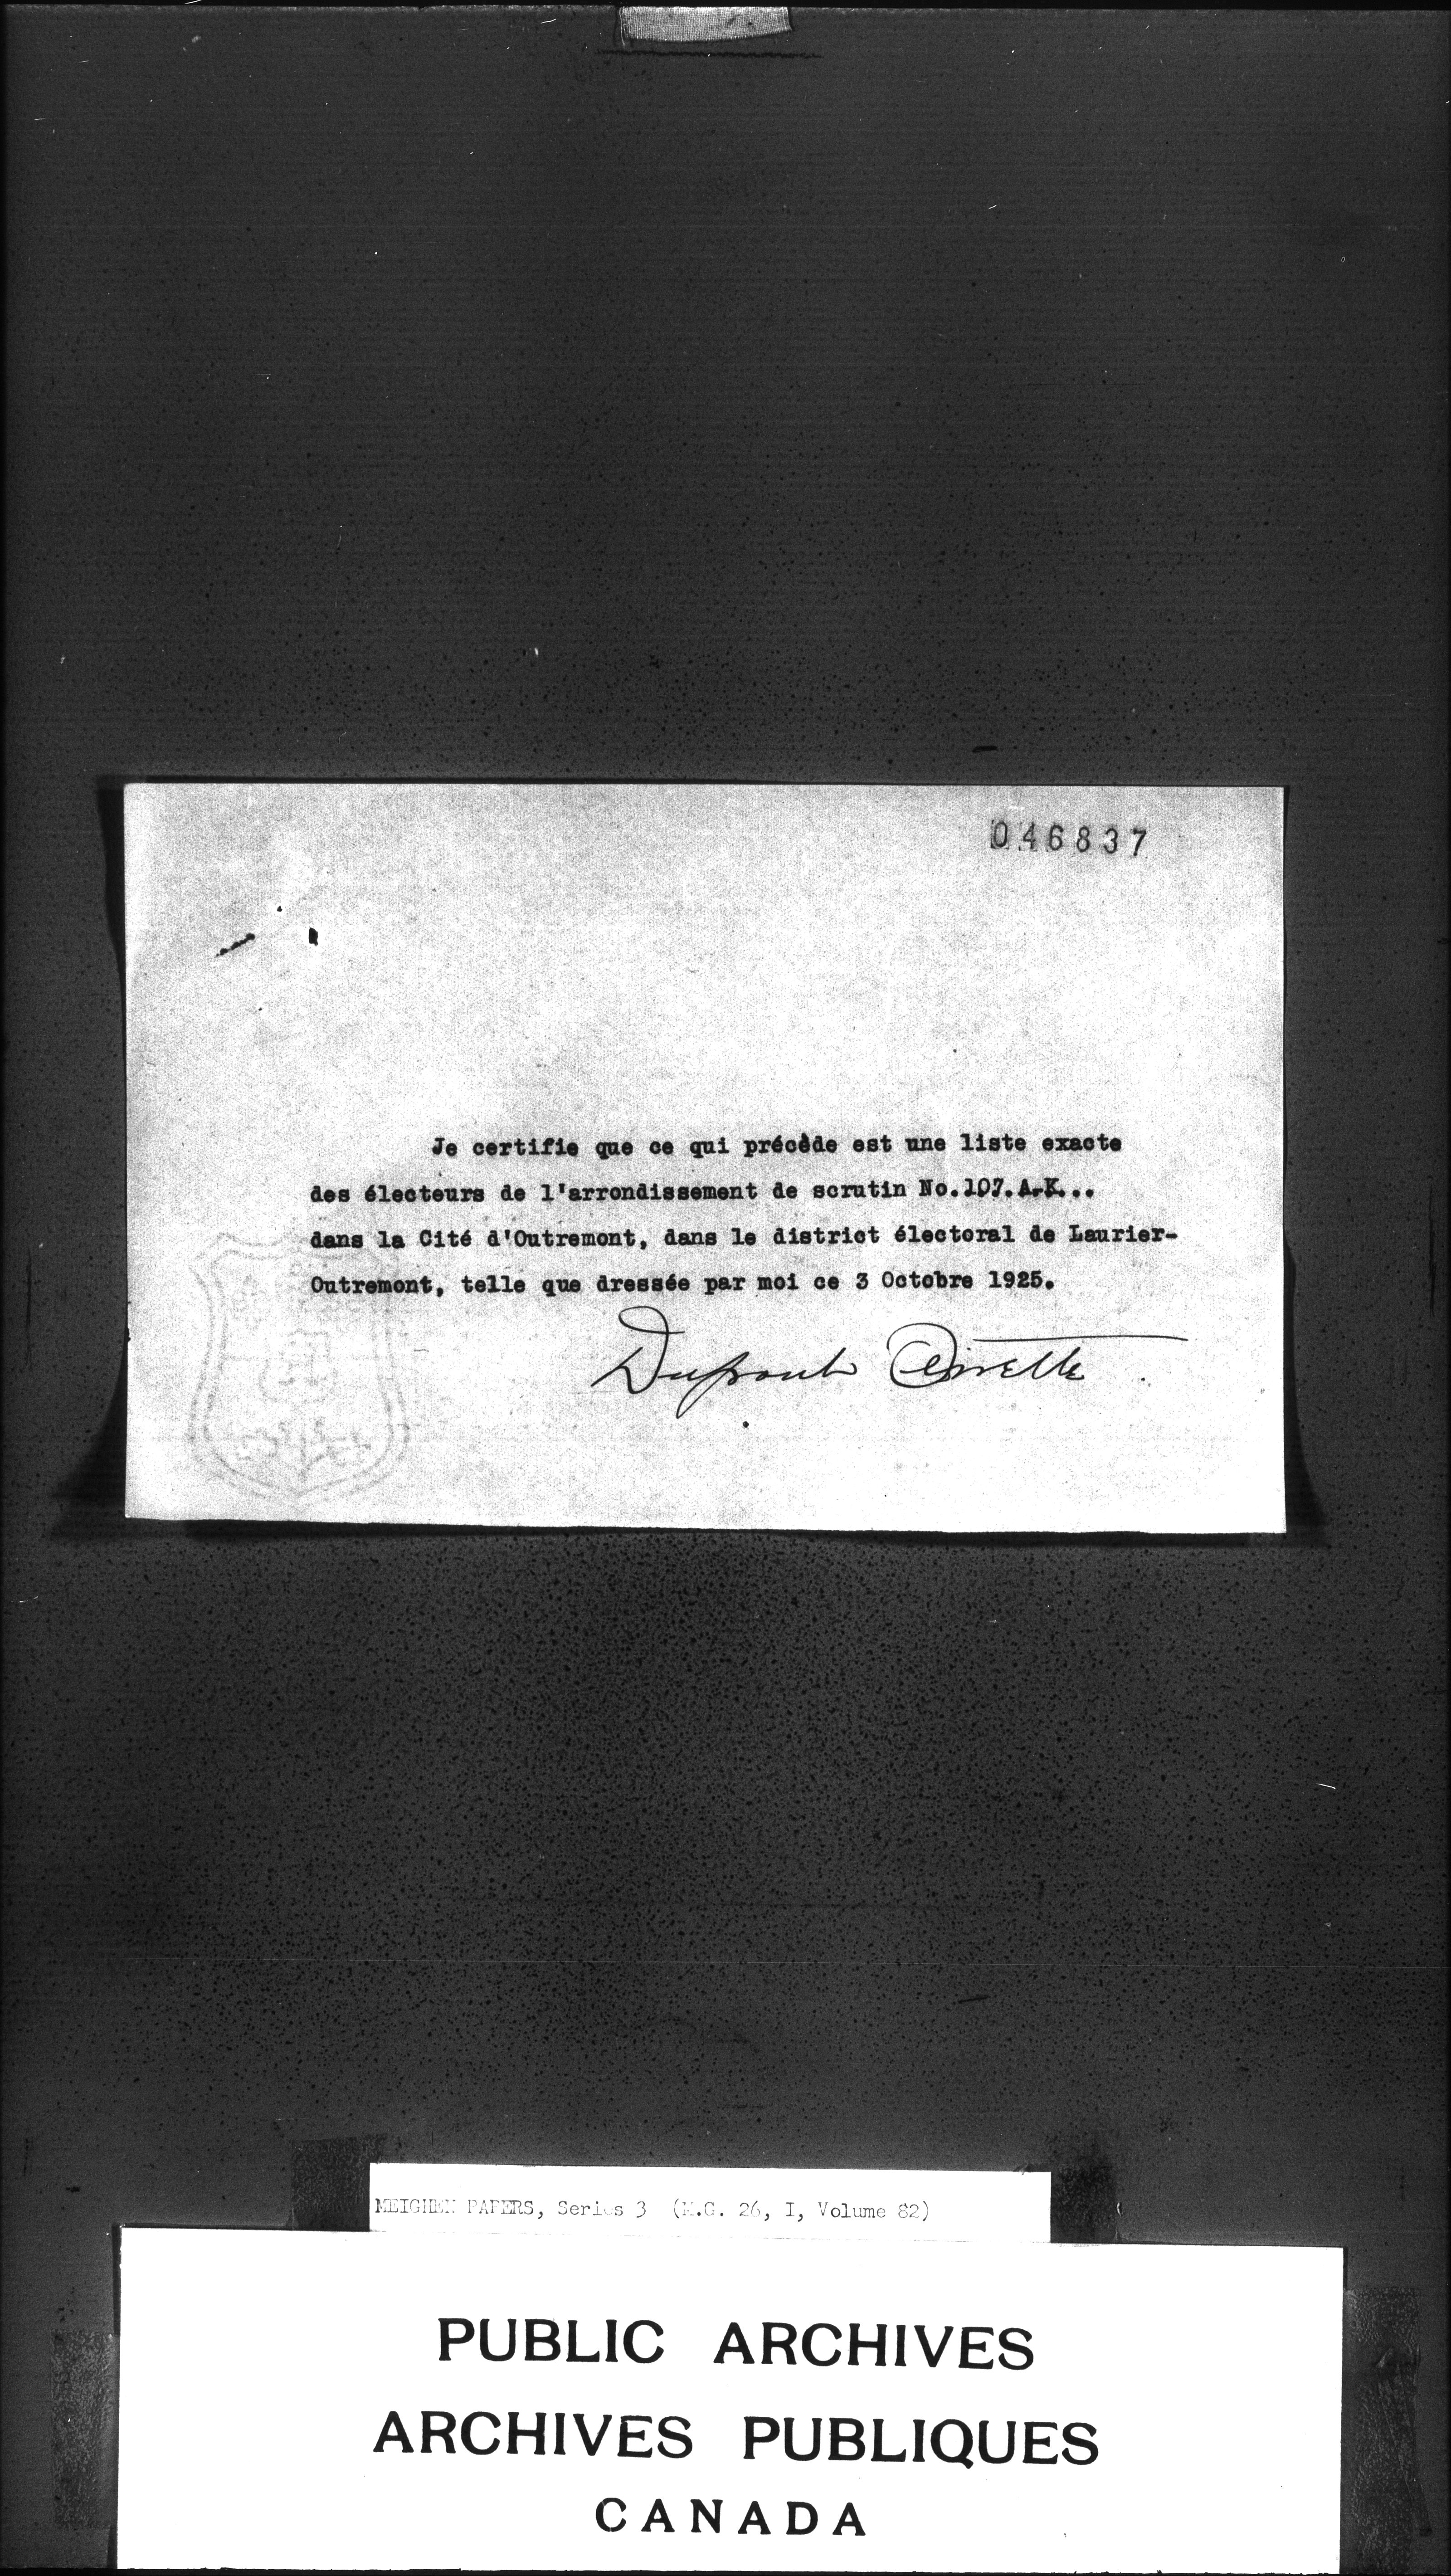 046837
Je certifie que ce qui précède est une liste exacte
des électeurs de l'arrondissement de scrutin No.107.A.K...
dans la Cité d'Outremont, dans le district électoral de Laurier-
Outremont, telle que dressée par moi ce 3 Octobre 1925.
MEIGHEN PAPERS, Series 3 (M.G. 26, I, Volume 82)
PUBLIC ARCHIVES
ARCHIVES PUBLIQUES
CANADA